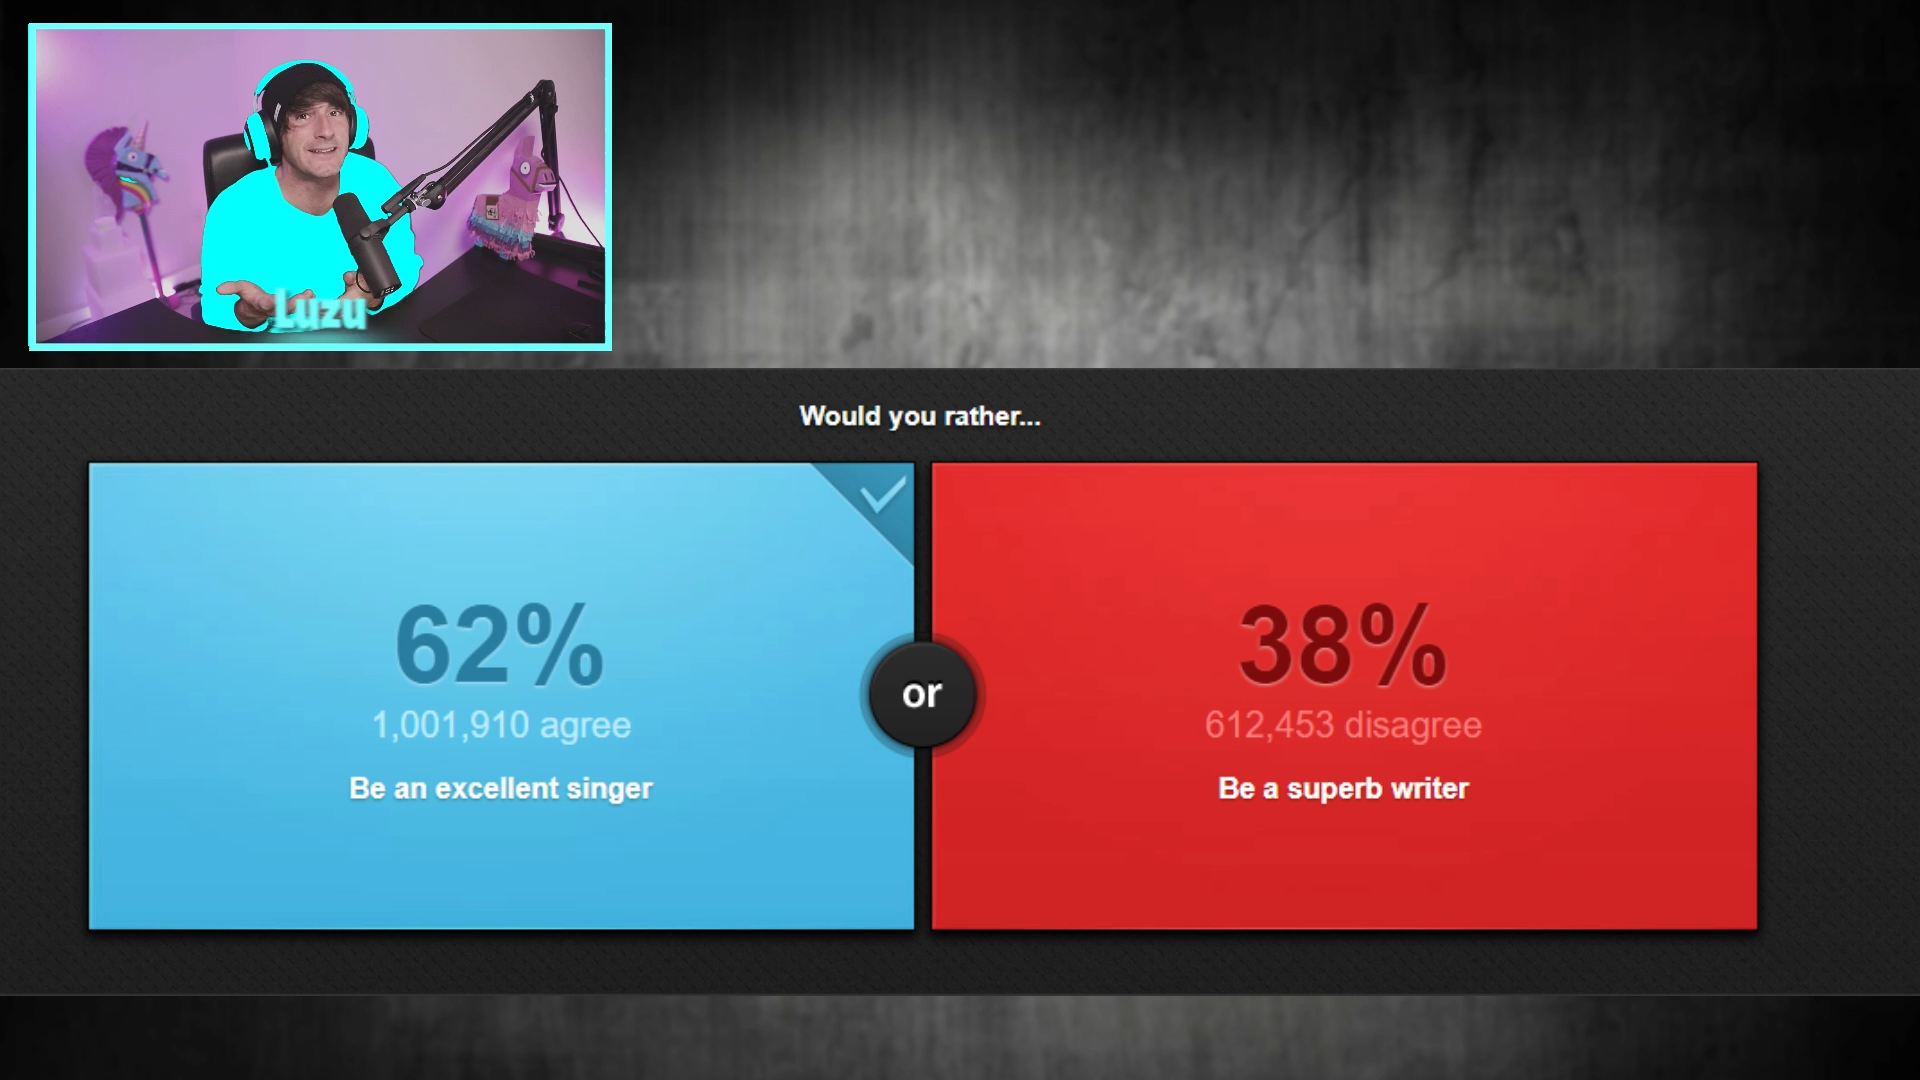 Luzu
Would you rather...
62%
1,001,910 agree
Be an excellent singer
or
38%
612,453 disagree
Be a superb writer